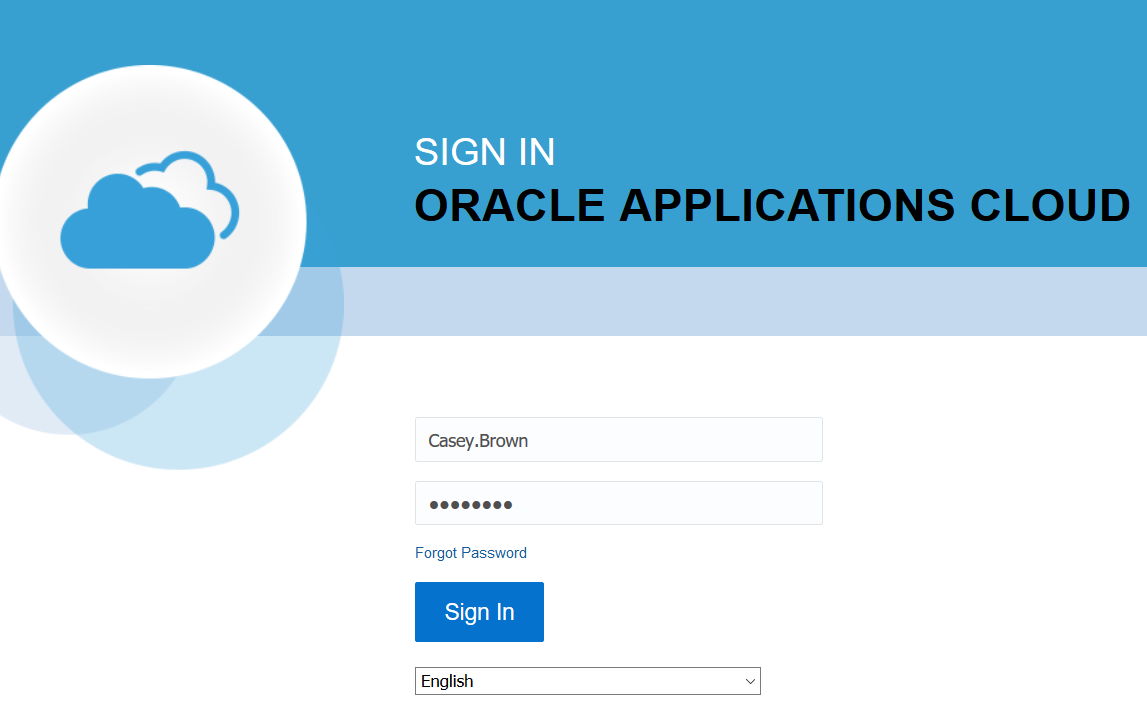 SIGN IN
ORACLE APPLICATIONS CLOUD
Casey.Brown
••••••••
Forgot Password
Sign In
English